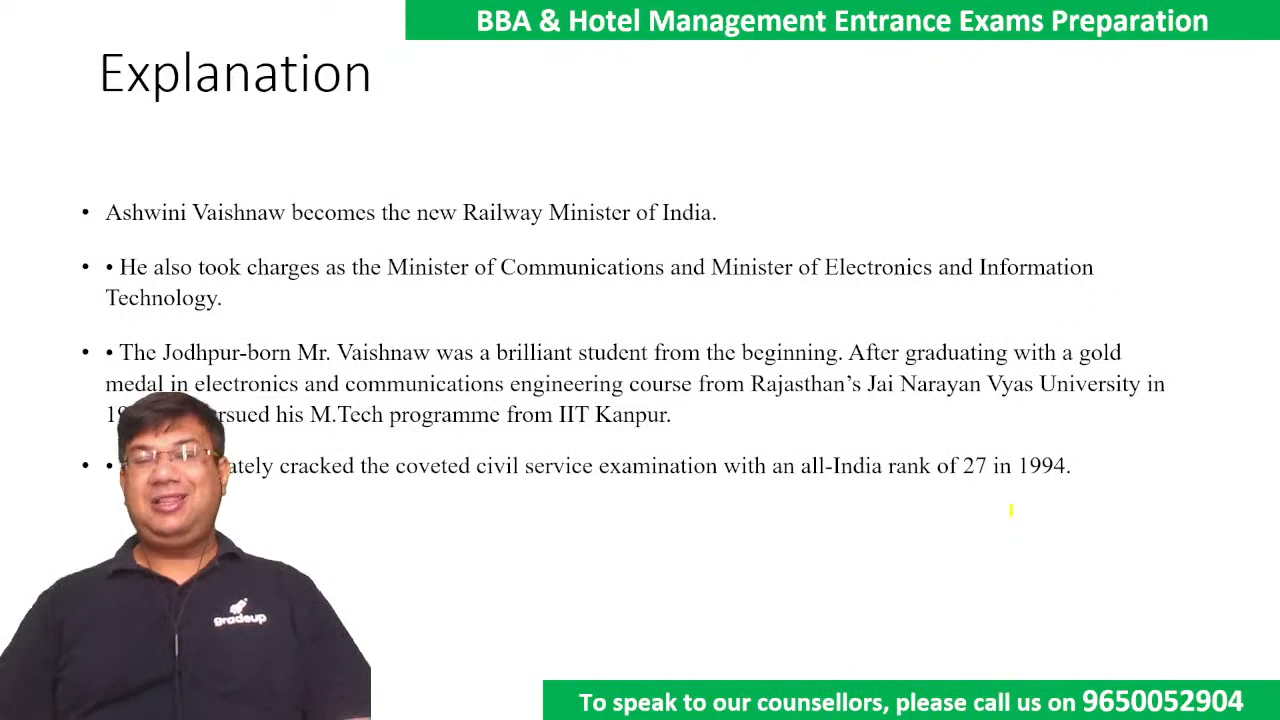 BBA & Hotel Management Entrance Exams Preparation
Explanation
• Ashwini Vaishnaw becomes the new Railway Minister of India.
• • He also took charges as the Minister of Communications and Minister of Electronics and Information
Technology.
• • The Jodhpur-born Mr. Vaishnaw was a brilliant student from the beginning. After graduating with a gold
medal in electronics and communications engineering course from Rajasthan’s Jai Narayan Vyas University in
his M.Tech programme from IIT Kanpur.
• • cracked the coveted civil service examination with an all-India rank of 27 in 1994.
gradeup
To speak to our counsellors, please call us on 9650052904